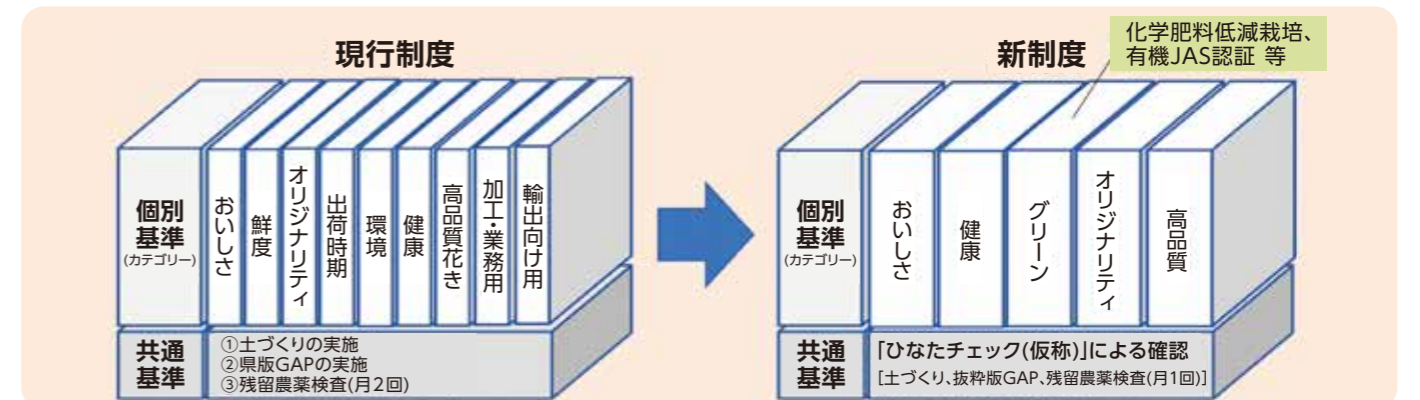 現行制度
個別
基準
(カテゴリー)
おいしさ
鮮度
オリジナリティ
出荷時期
環境
健康
高品質花き
加工・業務用
輸出向け用
共通
基準
①土づくりの実施
②県版GAPの実施
③残留農薬検査(月2回)
新制度
化学肥料低減栽培、
有機JAS認証 等
個別
基準
(カテゴリー)
おいしさ
健康
グリーン
オリジナリティ
高品質
共通
基準
「ひなたチェック(仮称)」による確認
[土づくり、抜粋版GAP、残留農薬検査(月1回)]